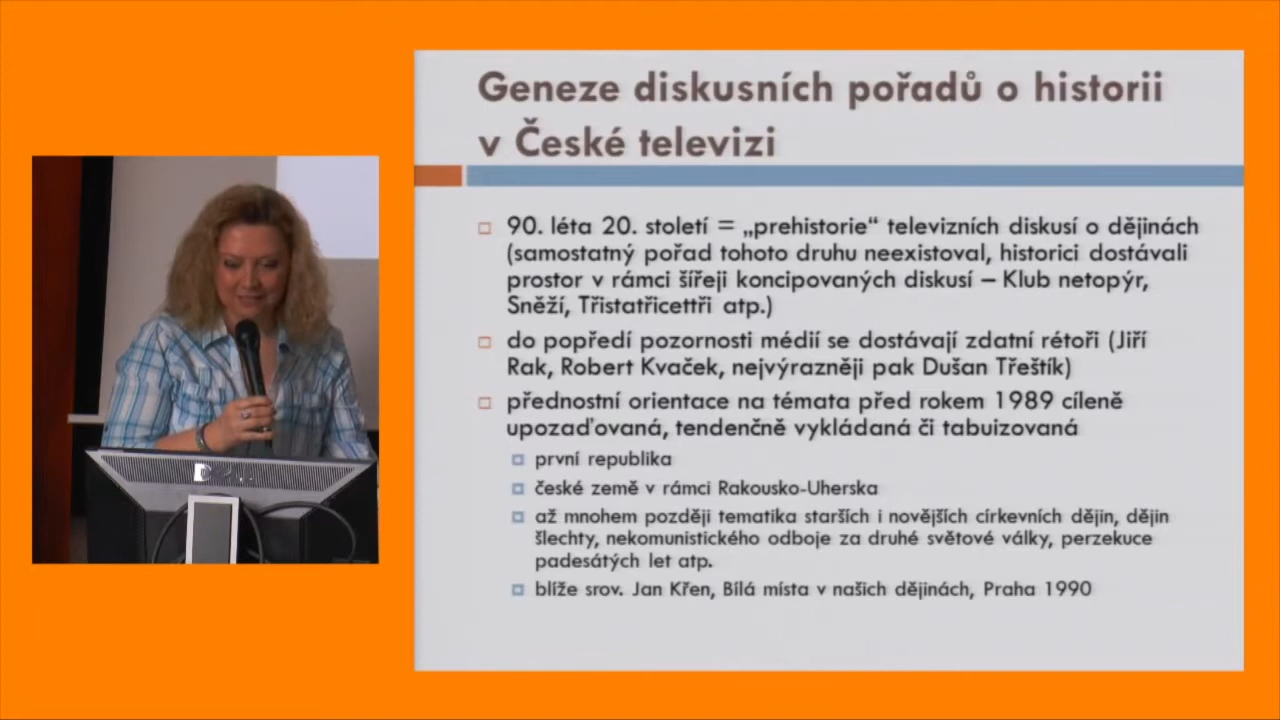 Geneze diskusních pořadů o historii
v České televizi
90. léta 20. století = „prehistorie“ televizních diskusí o dějinách
(samostatný pořad tohoto druhu neexistoval, historici dostávali
prostor v rámci šířeji koncipovaných diskusí – Klub netopýr,
Sněží, Třistatřicettři atp.)
do popředí pozornosti médií se dostávají zdatní rétoři (Jiří
Rak, Robert Kvaček, nejvýrazněji pak Dušan Třeštík)
přednostní orientace na témata před rokem 1989 cíleně
upozaďovaná, tendenčně vykládaná či tabuizovaná
první republika
české země v rámci Rakousko-Uherska
až mnohem později tematika starších i novějších církevních dějin, dějin
šlechty, nekomunistického odboje za druhé světové války, perzekuce
padesátých let atp.
blíže srov. Jan Křen, Bílá místa v našich dějinách, Praha 1990
DELL